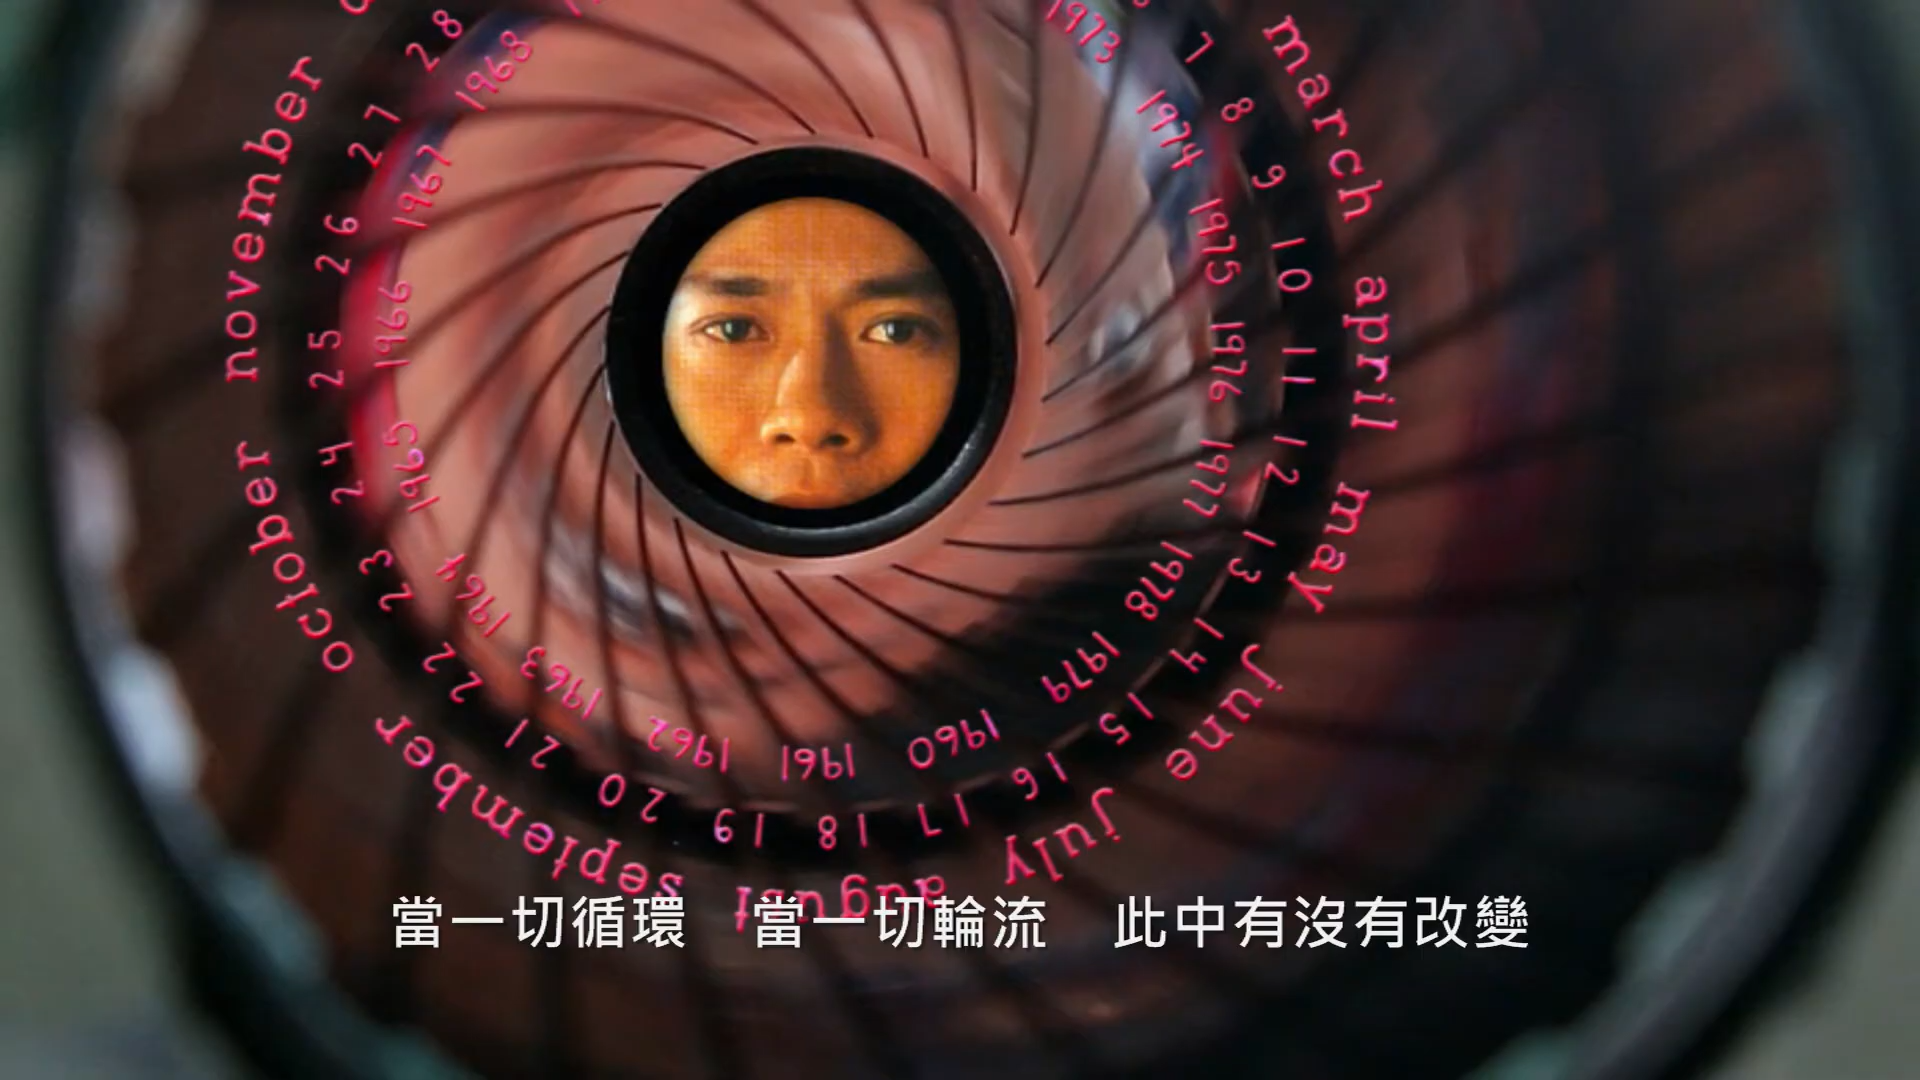 march april may june july august september october november
7 8 9 10 11 12 13 14 15 16 17 18 19 20 21 22 23 24 25 26 27 28
1973 1974 1975 1976 1977 1978 1979 1960 1961 1962 1963 1964 1965 1966 1967 1968
當一切循環　當一切輪流　此中有沒有改變